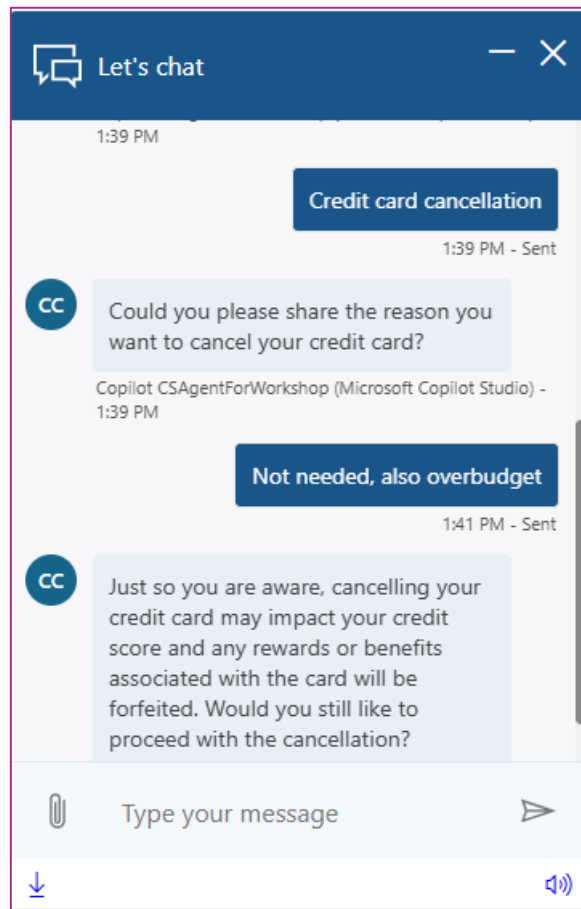 Let's chat
1:39 PM
Credit card cancellation
1:39 PM - Sent
CC
Could you please share the reason you
want to cancel your credit card?
Copilot CSAgentForWorkshop (Microsoft Copilot Studio) -
1:39 PM
Not needed, also overbudget
1:41 PM - Sent
CC
Just so you are aware, cancelling your
credit card may impact your credit
score and any rewards or benefits
associated with the card will be
forfeited. Would you still like to
proceed with the cancellation?
Type your message